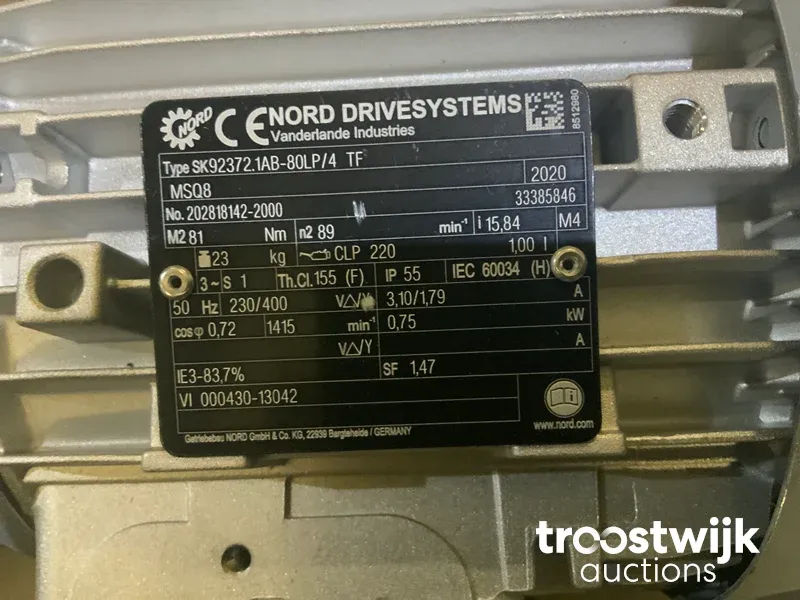 NORD CE NORD DRIVESYSTEMS
Vanderlande Industries
8512980
Type SK92372.1AB-80LP/4 TF
MSQ8 2020
No. 202818142-2000 33385846
M2 81 Nm n2 89 min⁻¹ i 15,84 M4
23 kg CLP 220 1,00 l
3~ S 1 Th.Cl. 155 (F) IP 55 IEC 60034 (H)
50 Hz 230/400 V△/Y 3,10/1,79 A
cosφ 0,72 1415 min⁻¹ 0,75 kW
V△/Y A
IE3-83,7% SF 1,47
VI 000430-13042
Getriebebau NORD GmbH & Co. KG, 22939 Bargteheide / GERMANY
www.nord.com
troostwijk
auctions